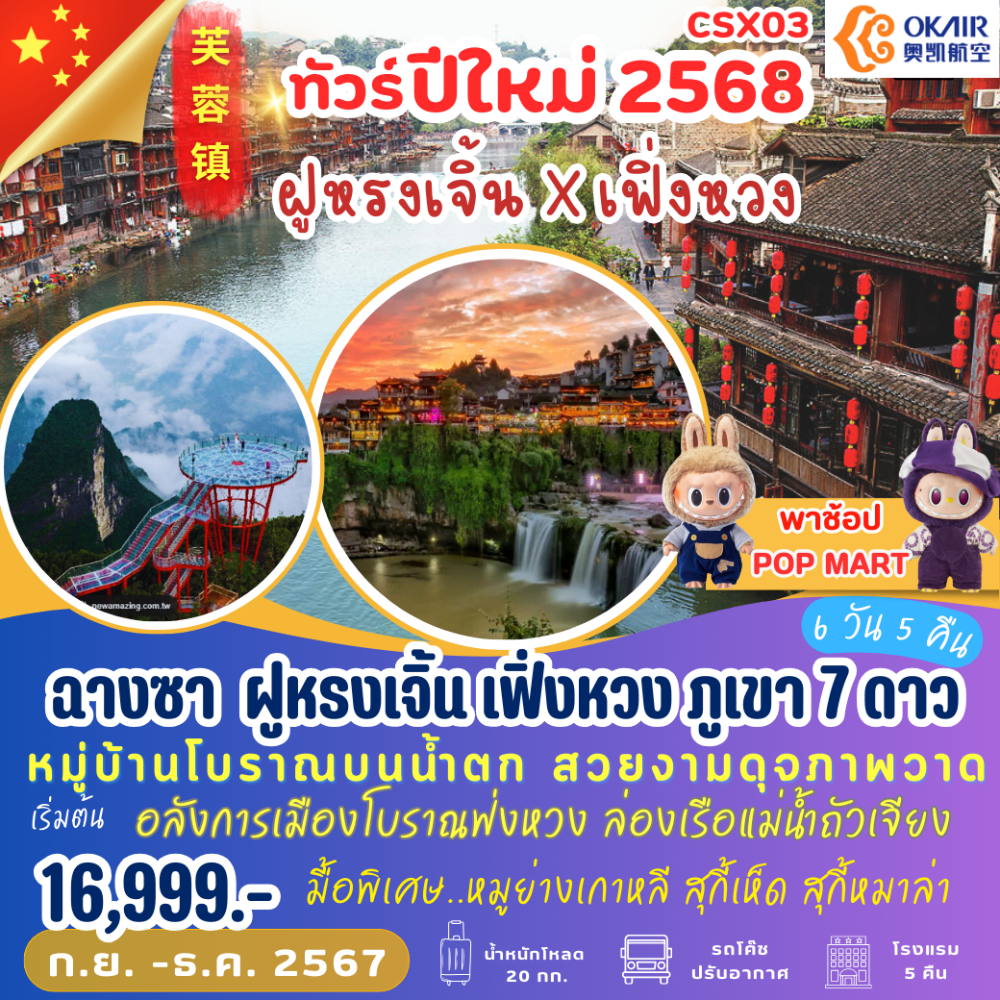 CSX03
OKAIR
奥凯航空
芙蓉镇
ทัวร์ปีใหม่ 2568
ฝูหรงเจิ้น X เฟิ่งหวง
newamazing.com.tw
พาช้อป
POP MART
6 วัน 5 คืน
ฉางซา ฝูหรงเจิ้น เฟิ่งหวง ภูเขา 7 ดาว
หมู่บ้านโบราณบนน้ำตก สวยงามดุจภาพวาด
เริ่มต้น
อลังการเมืองโบราณฟ่งหวง ล่องเรือแม่น้ำถัวเจียง
16,999.-
มื้อพิเศษ..หมูย่างเกาหลี สุกี้เห็ด สุกี้หมาล่า
ก.ย. -ธ.ค. 2567
น้ำหนักโหลด
20 กก.
รถโค๊ช
ปรับอากาศ
โรงแรม
5 คืน